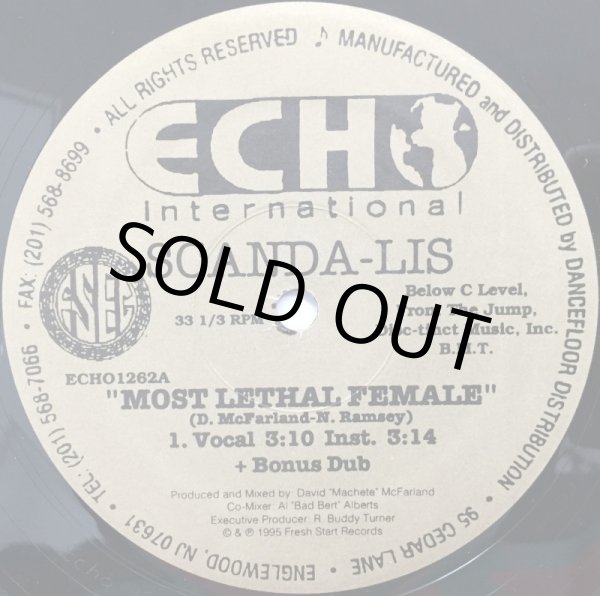 • ALL RIGHTS RESERVED ♪ MANUFACTURED and DISTRIBUTED by DANCEFLOOR DISTRIBUTION • 95 CEDAR LANE • ENGLEWOOD, NJ 07631 • TEL: (201) 568-7066 • FAX: (201) 568-8699
ECHO
international
SCANDA-LIS
SOLD OUT
ESEC
33 1/3 RPM
Below C Level,
From The Jump,
Disc-tinct Music, Inc.
B.M.T.
ECHO1262A
"MOST LETHAL FEMALE"
(D. McFarland-N. Ramsey)
1. Vocal 3:10 Inst. 3:14
+ Bonus Dub
Produced and Mixed by: David "Machete" McFarland
Co-Mixer: Al "Bad Bert" Alberts
Executive Producer: R. Buddy Turner
© & ℗ 1995 Fresh Start Records